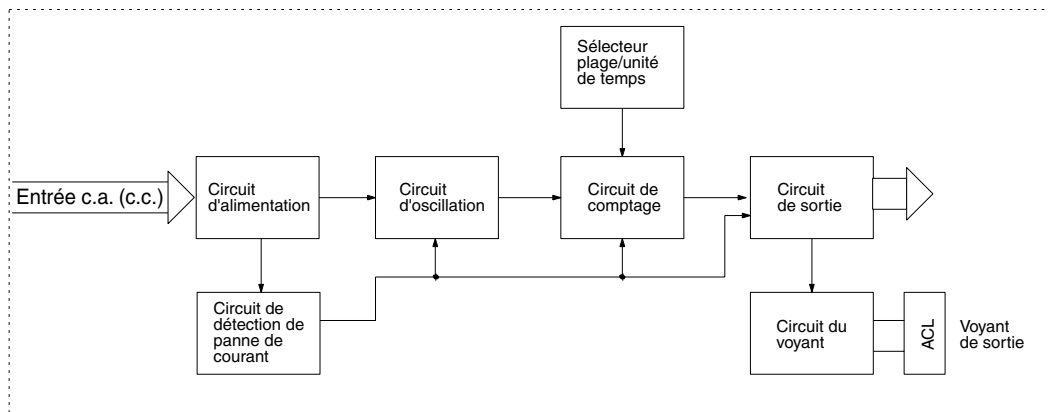 Sélecteur
plage/unité
de temps
Entrée c.a. (c.c.)
Circuit
d'alimentation
Circuit
d'oscillation
Circuit de
comptage
Circuit
de sortie
Circuit de
détection de
panne de
courant
Circuit du
voyant
ACL
Voyant
de sortie